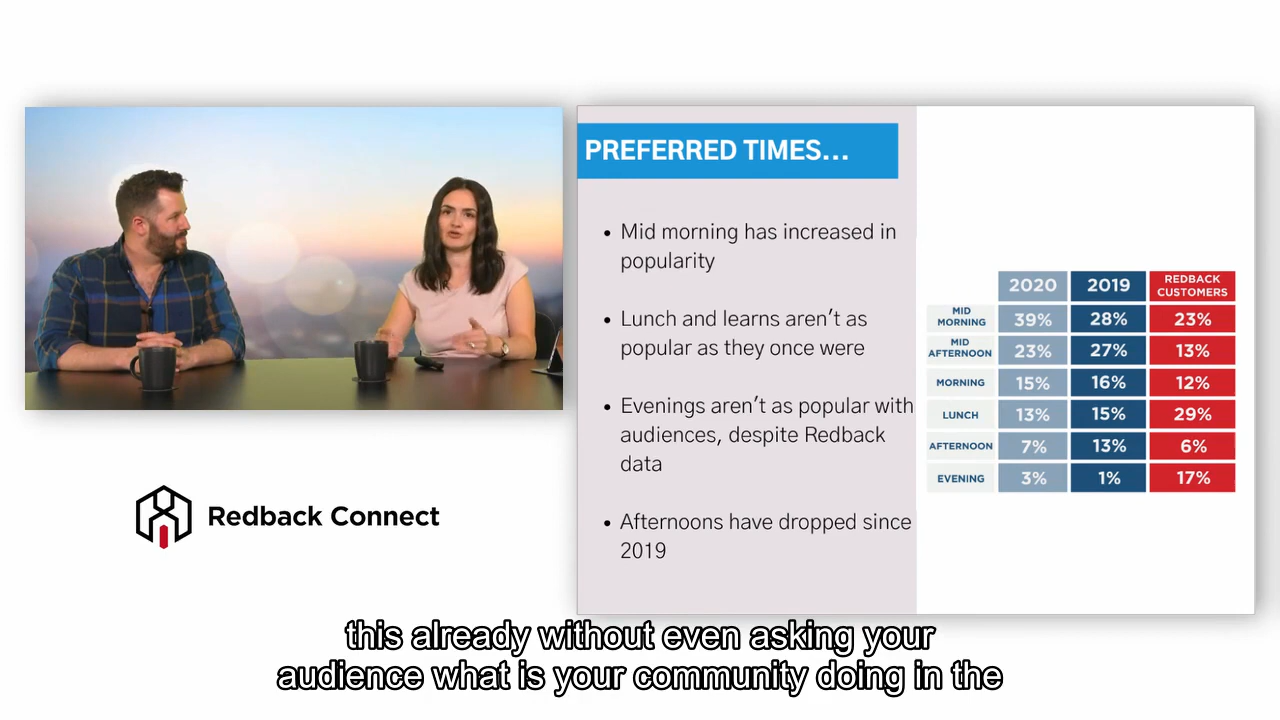 PREFERRED TIMES...
• Mid morning has increased in
popularity
• Lunch and learns aren't as
popular as they once were
• Evenings aren't as popular with
audiences, despite Redback
data
• Afternoons have dropped since
2019
2020 2019 REDBACK CUSTOMERS
MID MORNING 39% 28% 23%
MID AFTERNOON 23% 27% 13%
MORNING 15% 16% 12%
LUNCH 13% 15% 29%
AFTERNOON 7% 13% 6%
EVENING 3% 1% 17%
Redback Connect
this already without even asking your
audience what is your community doing in the